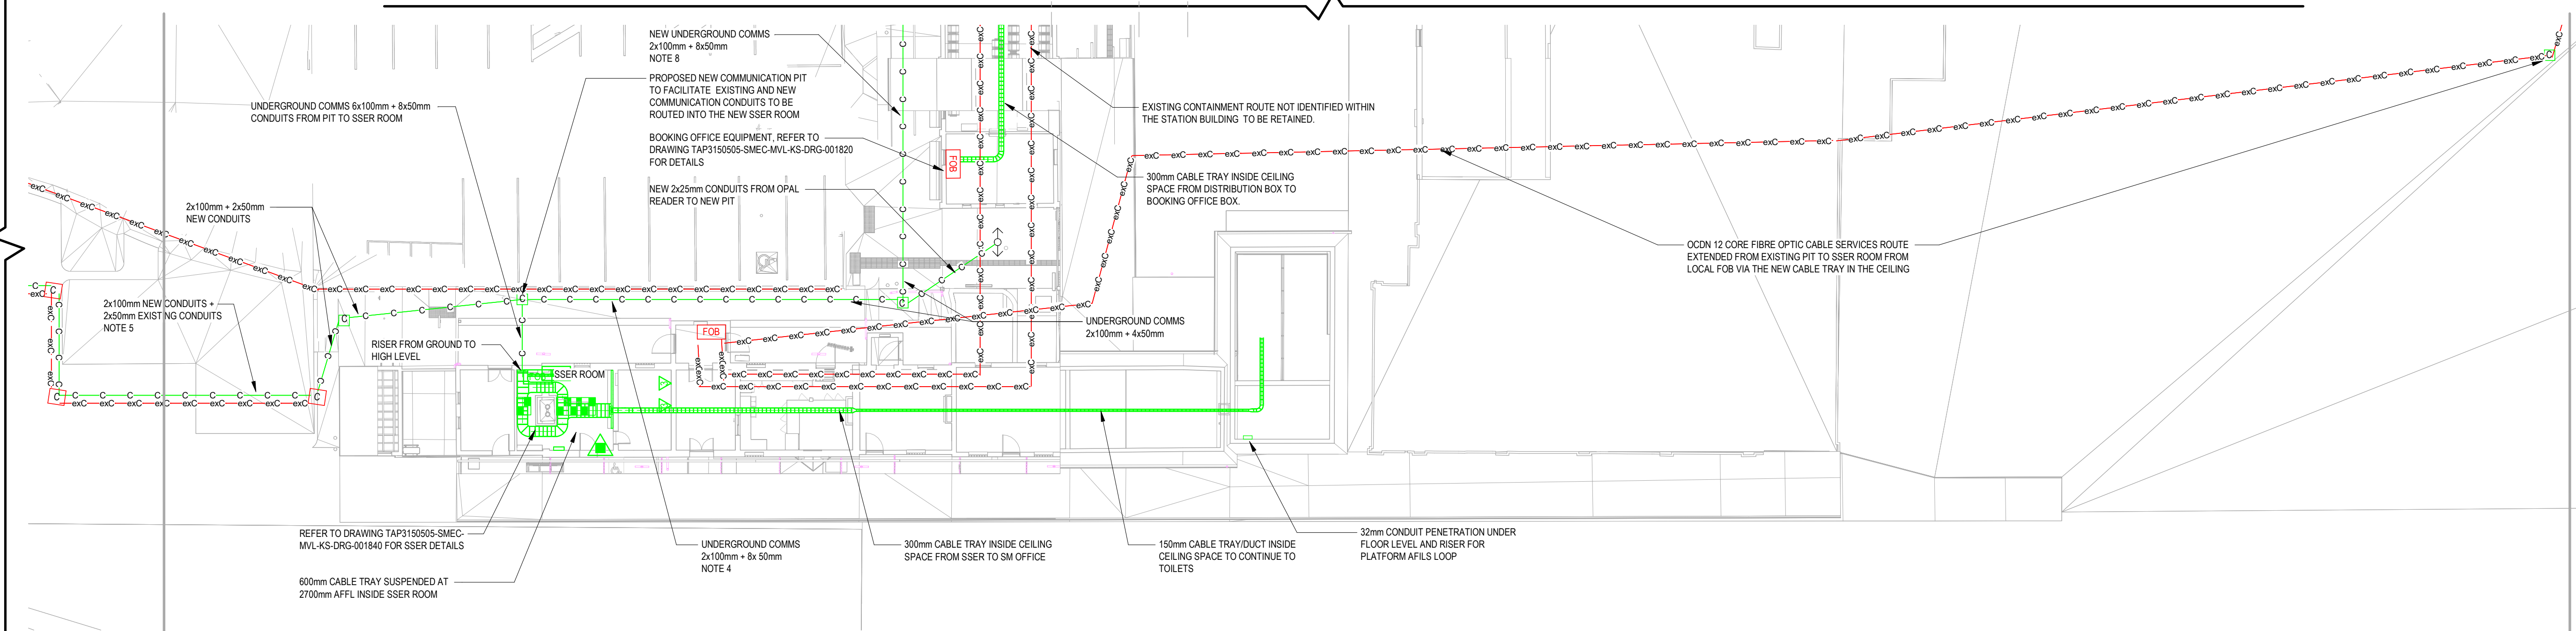 NEW UNDERGROUND COMMS
2x100mm + 8x50mm
NOTE 8
PROPOSED NEW COMMUNICATION PIT
TO FACILITATE EXISTING AND NEW
COMMUNICATION CONDUITS TO BE
ROUTED INTO THE NEW SSER ROOM
UNDERGROUND COMMS 6x100mm + 8x50mm
CONDUITS FROM PIT TO SSER ROOM
EXISTING CONTAINMENT ROUTE NOT IDENTIFIED WITHIN
THE STATION BUILDING TO BE RETAINED.
BOOKING OFFICE EQUIPMENT, REFER TO
DRAWING TAP3150505-SMEC-MVL-KS-DRG-001820
FOR DETAILS
FOB
300mm CABLE TRAY INSIDE CEILING
SPACE FROM DISTRIBUTION BOX TO
BOOKING OFFICE BOX.
NEW 2x25mm CONDUITS FROM OPAL
READER TO NEW PIT
2x100mm + 2x50mm
NEW CONDUITS
OCDN 12 CORE FIBRE OPTIC CABLE SERVICES ROUTE
EXTENDED FROM EXISTING PIT TO SSER ROOM FROM
LOCAL FOB VIA THE NEW CABLE TRAY IN THE CEILING
2x100mm NEW CONDUITS +
2x50mm EXISTING CONDUITS
NOTE 5
UNDERGROUND COMMS
2x100mm + 4x50mm
FOB
RISER FROM GROUND TO
HIGH LEVEL
SSER ROOM
REFER TO DRAWING TAP3150505-SMEC-
MVL-KS-DRG-001840 FOR SSER DETAILS
600mm CABLE TRAY SUSPENDED AT
2700mm AFFL INSIDE SSER ROOM
UNDERGROUND COMMS
2x100mm + 8x 50mm
NOTE 4
300mm CABLE TRAY INSIDE CEILING
SPACE FROM SSER TO SM OFFICE
150mm CABLE TRAY/DUCT INSIDE
CEILING SPACE TO CONTINUE TO
TOILETS
32mm CONDUIT PENETRATION UNDER
FLOOR LEVEL AND RISER FOR
PLATFORM AFILS LOOP